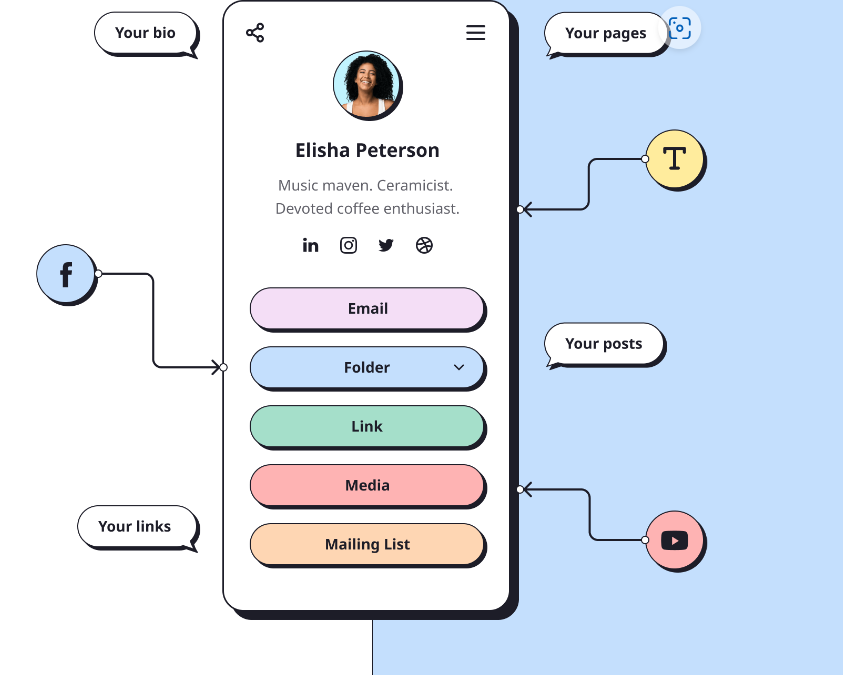 Your bio
Your pages
Elisha Peterson
Music maven. Ceramicist.
Devoted coffee enthusiast.
in
f
T
Email
Folder
Your posts
Link
Media
Your links
Mailing List